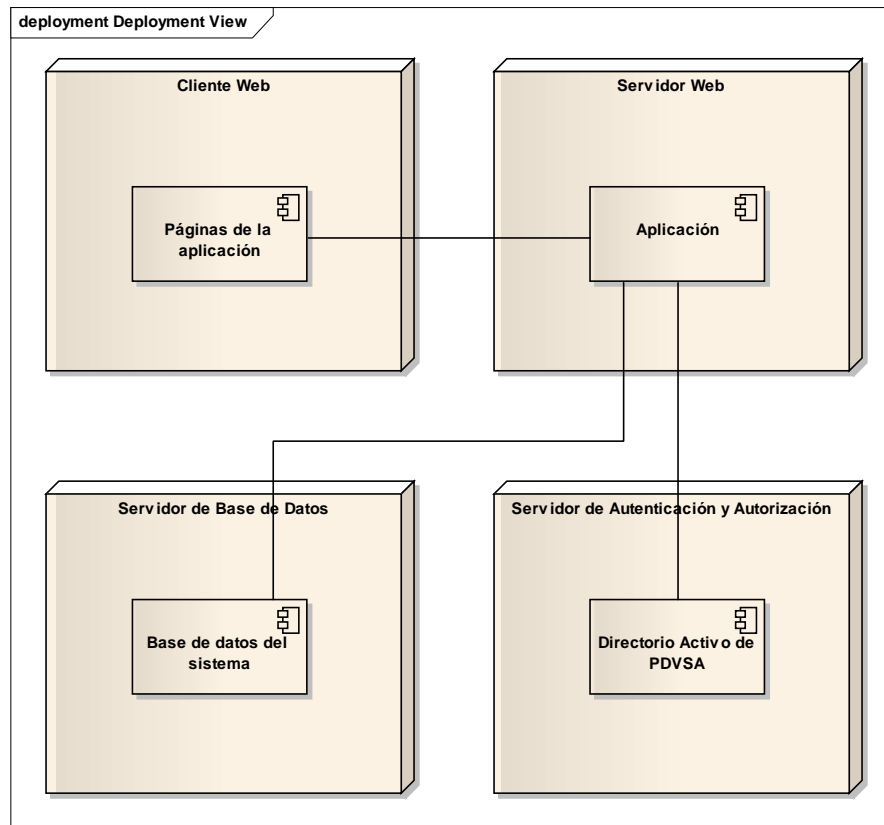 deployment Deployment View
Cliente Web
Servidor Web
Páginas de la
aplicación
Aplicación
Servidor de Base de Datos
Servidor de Autenticación y Autorización
Base de datos del
sistema
Directorio Activo de
PDVSA